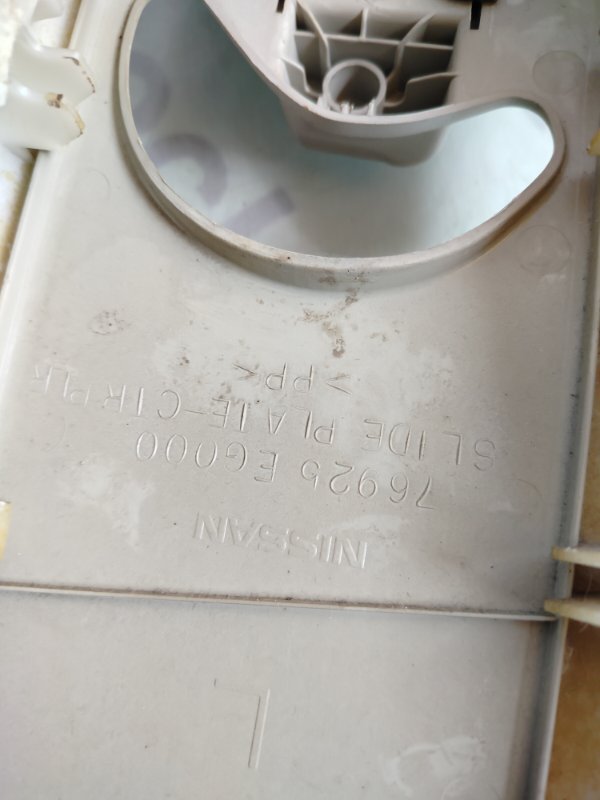 L
NISSAN
76925 EG000
SLIDE PLATE-CTR PLR
>PP<